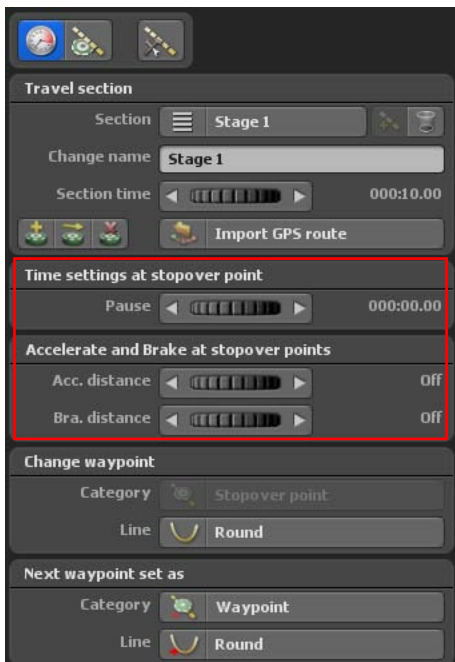 Travel section
Section Stage 1
Change name Stage 1
Section time 000:10.00
Import GPS route
Time settings at stopover point
Pause 000:00.00
Accelerate and Brake at stopover points
Acc. distance Off
Bra. distance Off
Change waypoint
Category Stopover point
Line Round
Next waypoint set as
Category Waypoint
Line Round